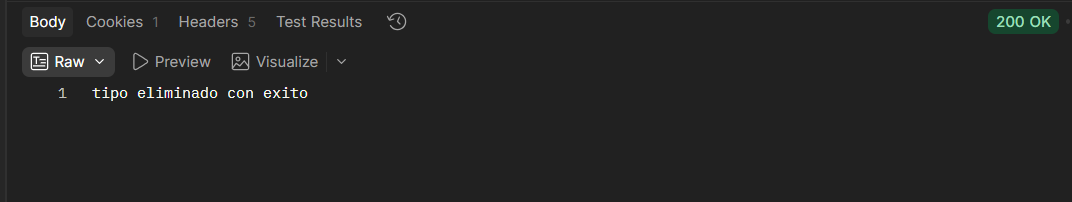 Body Cookies 1 Headers 5 Test Results 200 OK
Raw Preview Visualize
1 tipo eliminado con exito